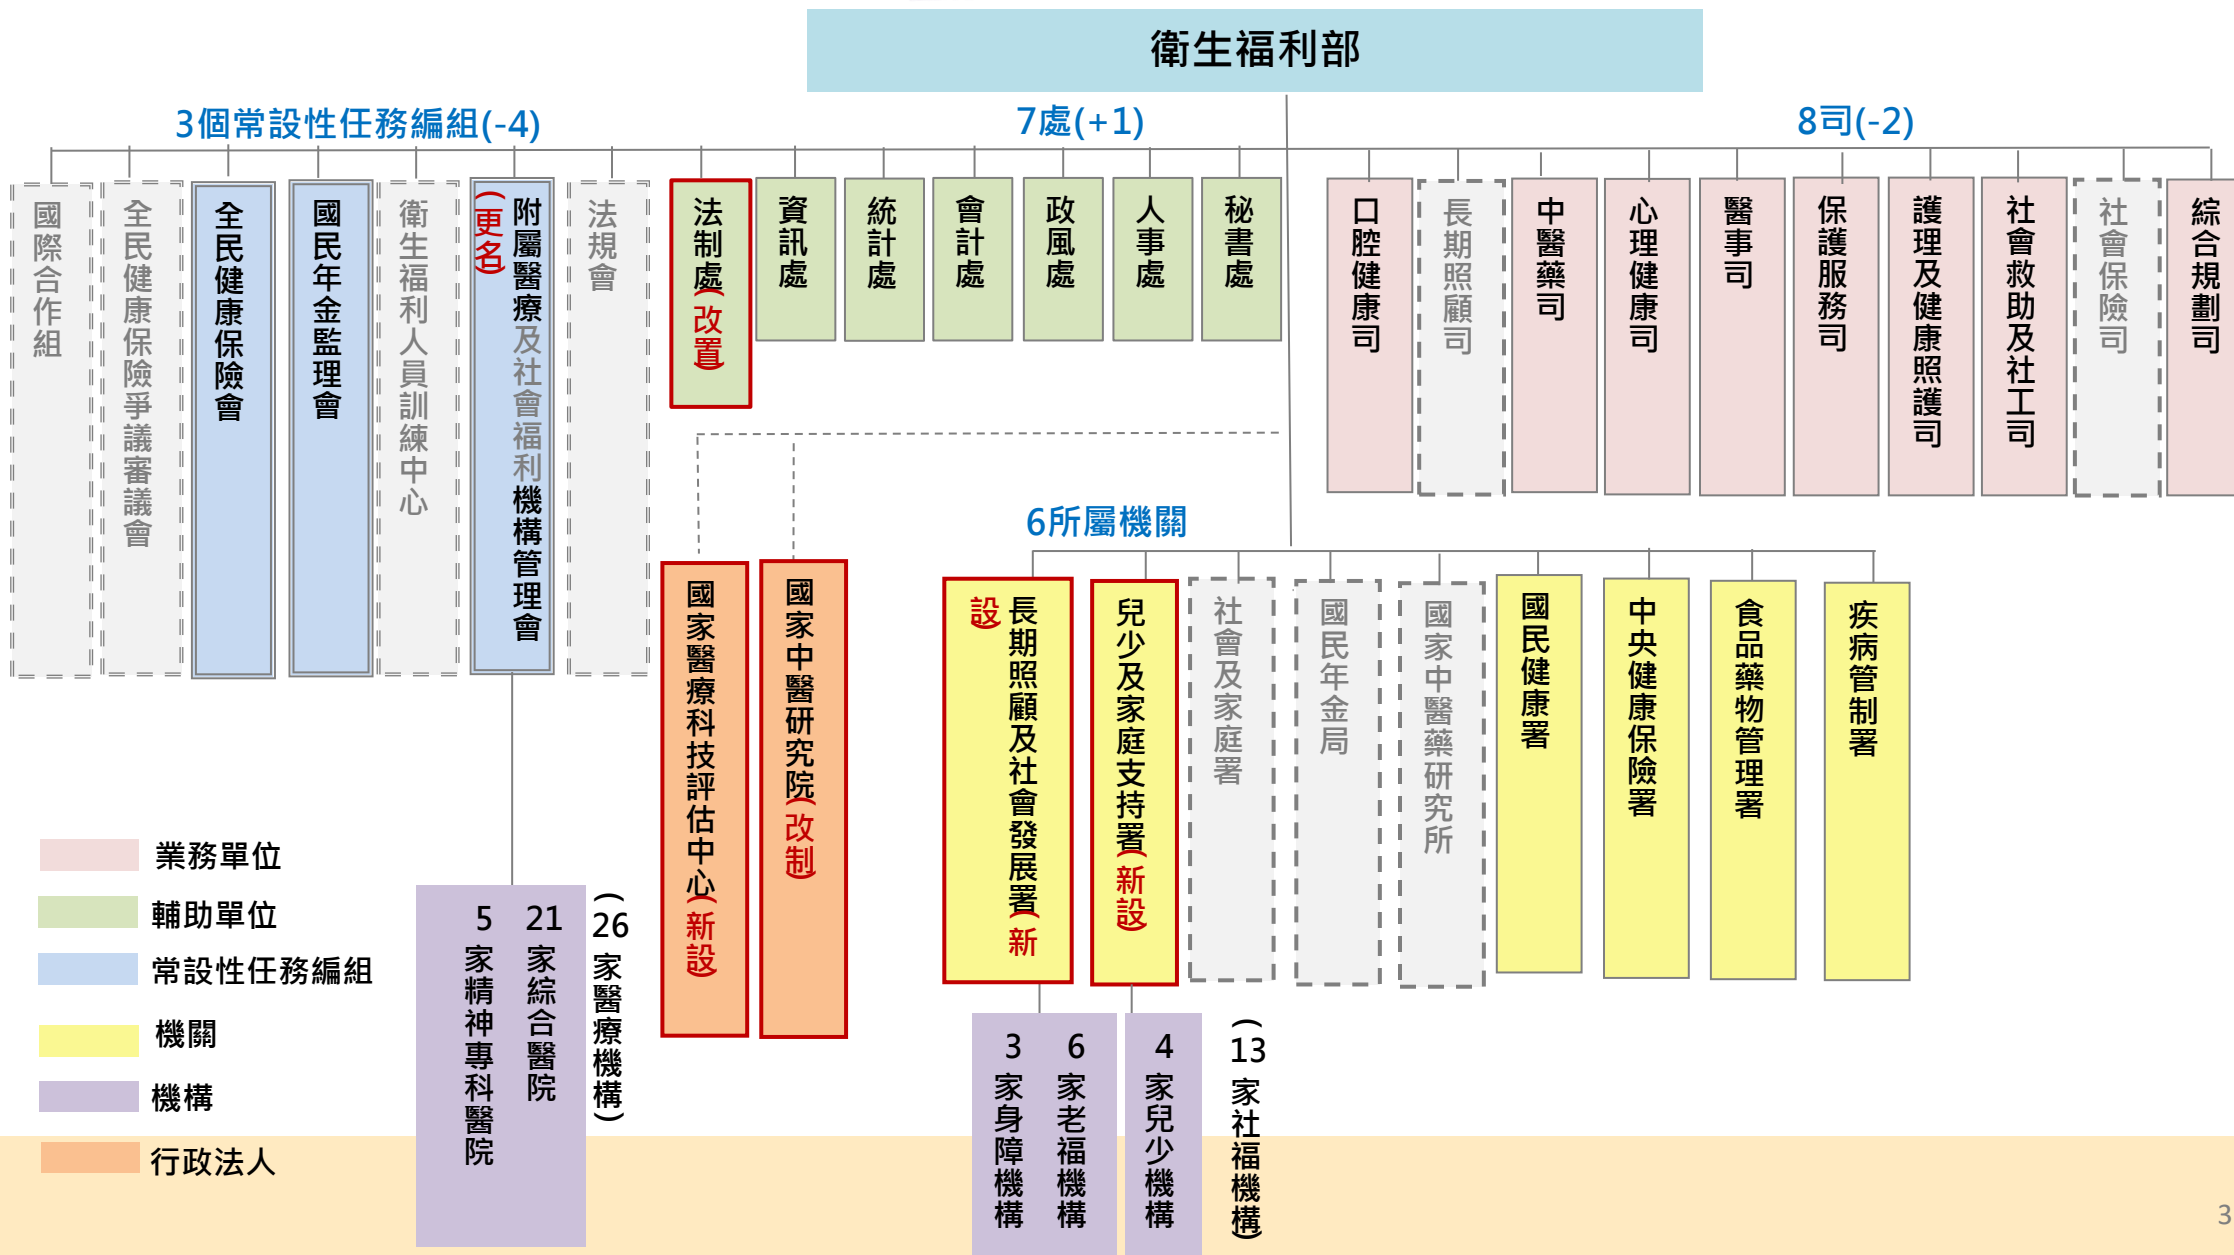 衛生福利部
3個常設性任務編組(-4)
7處(+1)
8司(-2)
國際合作組
全民健康保險爭議審議會
全民健康保險會
國民年金監理會
衛生福利人員訓練中心
附屬醫療及社會福利機構管理會
(更名)
法規會
法制處(改置)
資訊處
統計處
會計處
政風處
人事處
秘書處
口腔健康司
長期照顧司
中醫藥司
心理健康司
醫事司
保護服務司
護理及健康照護司
社會救助及社工司
社會保險司
綜合規劃司
6所屬機關
國家醫療科技評估中心(新設)
國家中醫研究院(改制)
長期照顧及社會發展署(新
設)
兒少及家庭支持署(新設)
社會及家庭署
國民年金局
國家中醫藥研究所
國民健康署
中央健康保險署
食品藥物管理署
疾病管制署
業務單位
輔助單位
常設性任務編組
機關
機構
行政法人
(26家醫療機構)
21家綜合醫院
5家精神專科醫院
(13家社福機構)
4家兒少機構
6家老福機構
3家身障機構
3